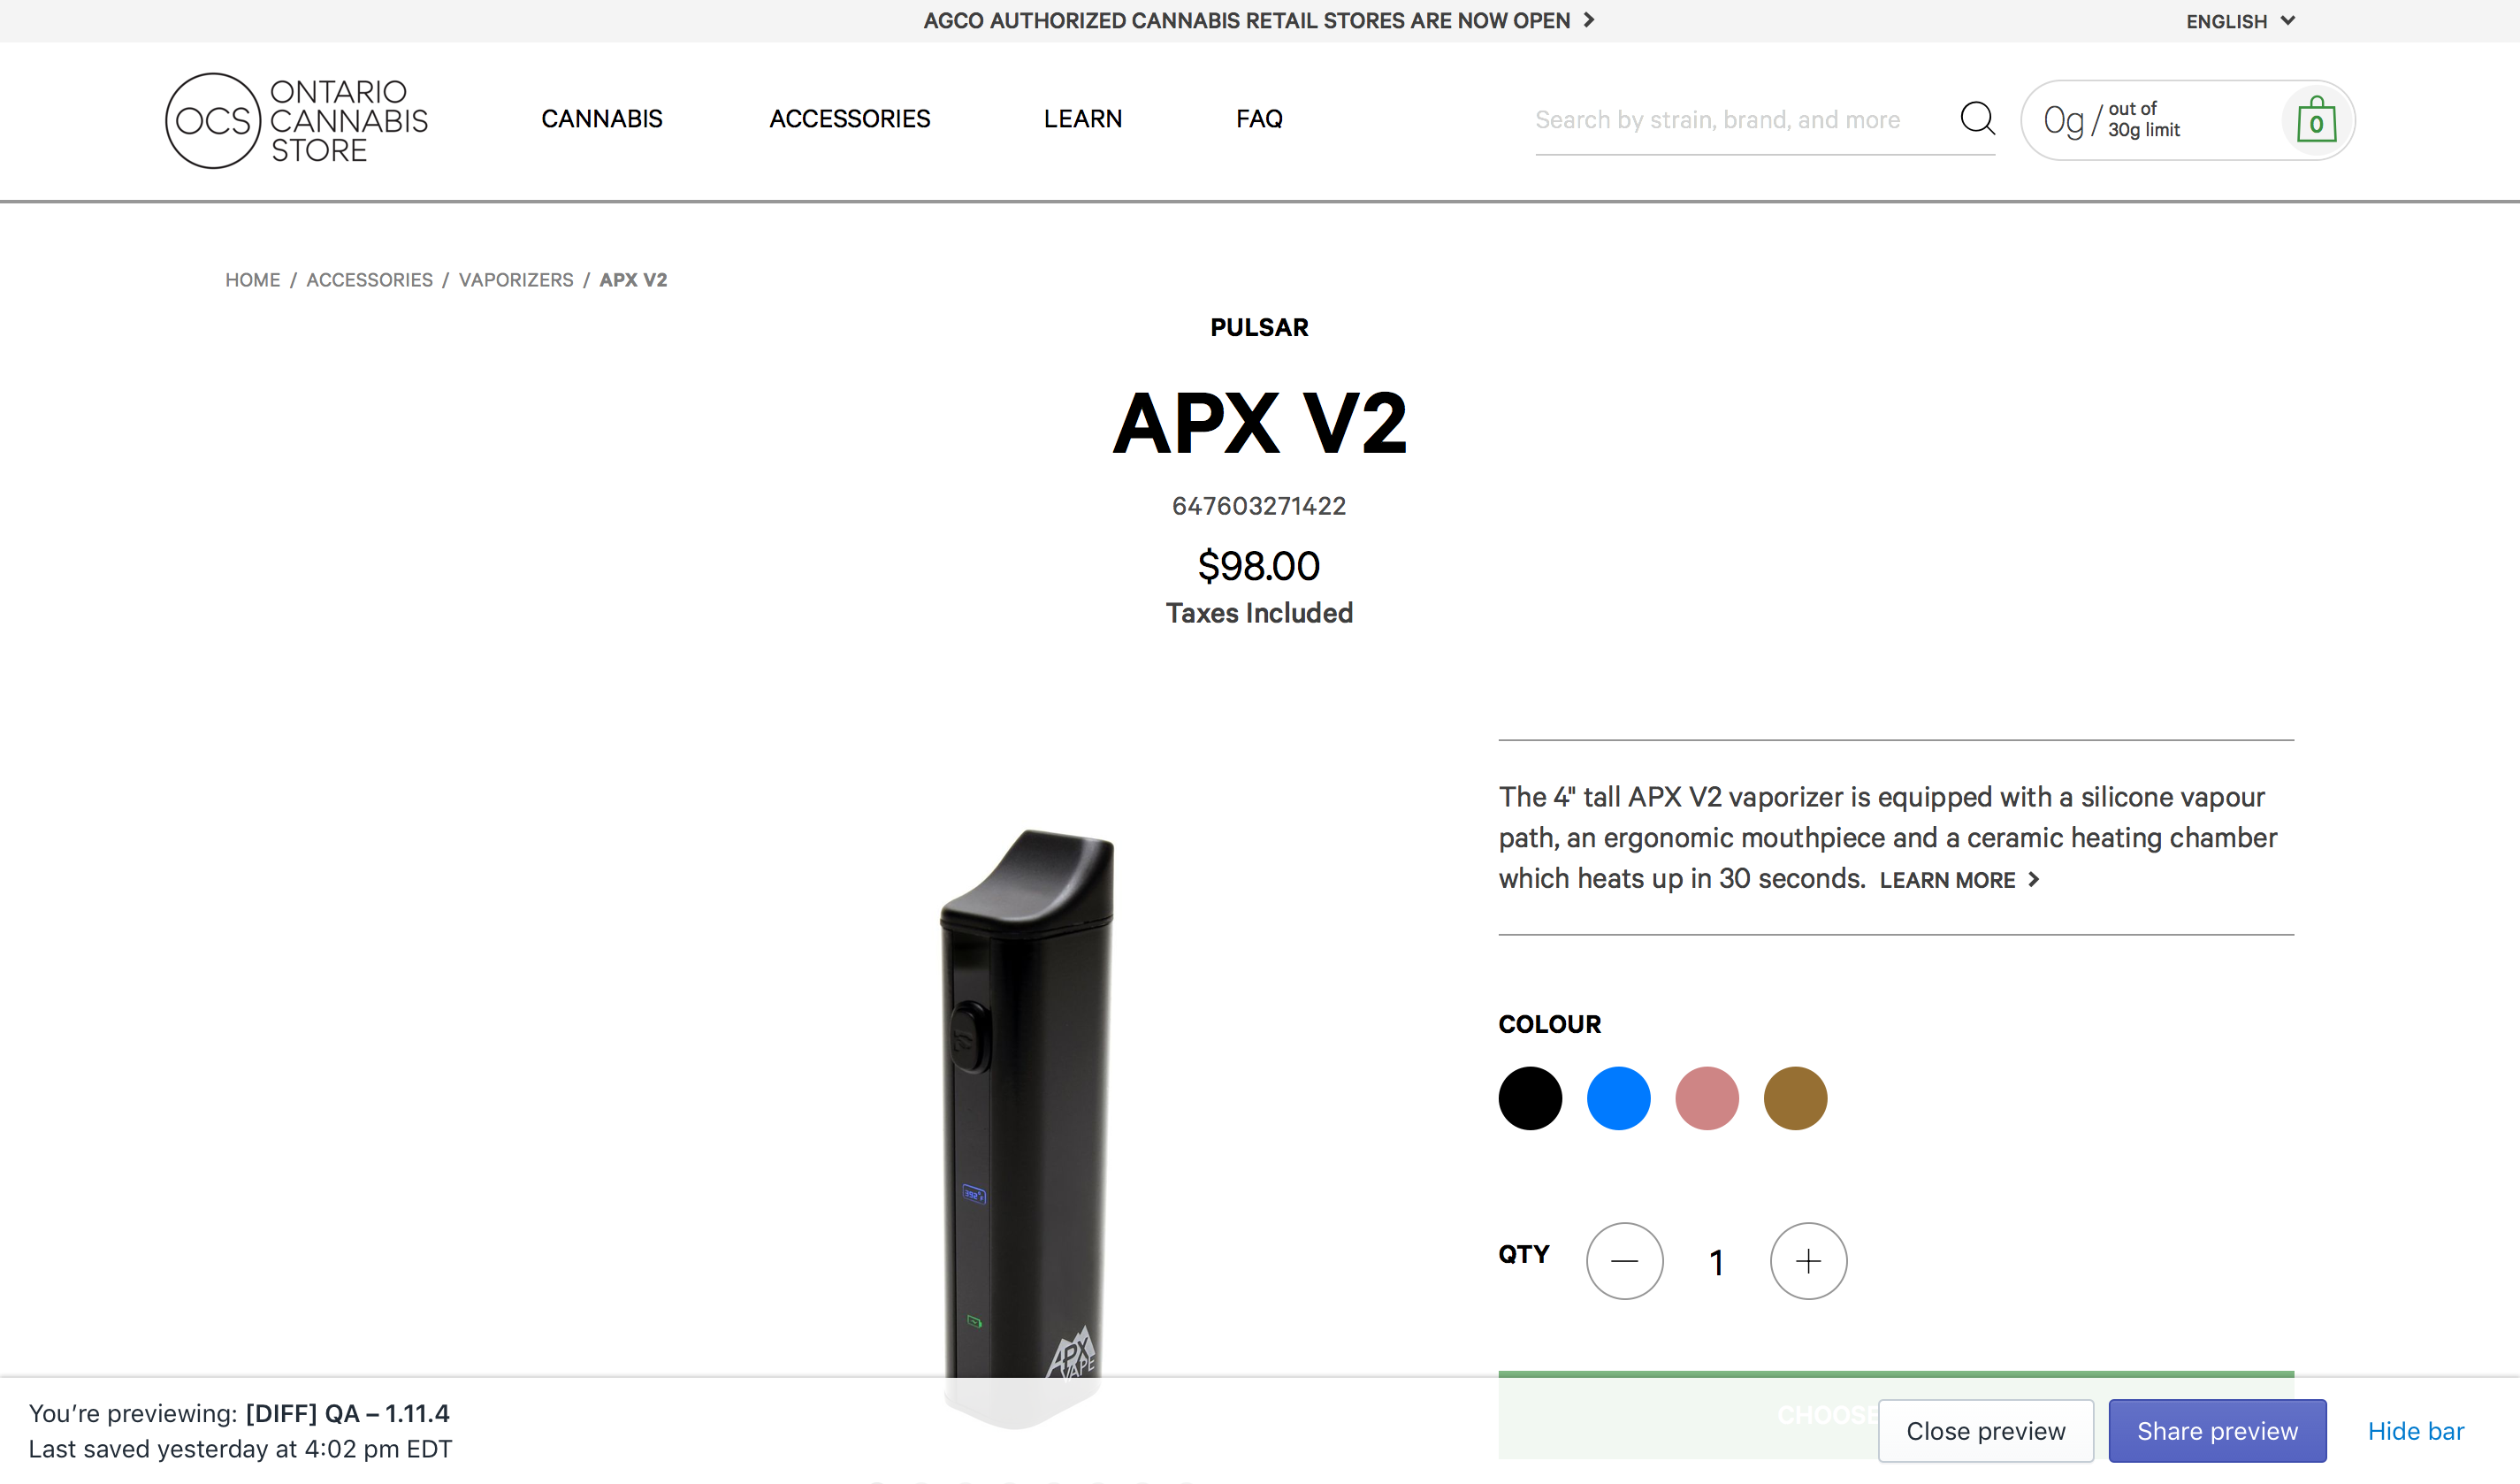 AGCO AUTHORIZED CANNABIS RETAIL STORES ARE NOW OPEN
ENGLISH
OCS
ONTARIO
CANNABIS
STORE
CANNABIS
ACCESSORIES
LEARN
FAQ
Search by strain, brand, and more
0g/ out of
30g limit
0
HOME / ACCESSORIES / VAPORIZERS / APX V2
PULSAR
APX V2
647603271422
$98.00
Taxes Included
The 4" tall APX V2 vaporizer is equipped with a silicone vapour
path, an ergonomic mouthpiece and a ceramic heating chamber
which heats up in 30 seconds. LEARN MORE
COLOUR
QTY
1
392°F
APX
VAPE
CHOOSE
You’re previewing: [DIFF] QA – 1.11.4
Last saved yesterday at 4:02 pm EDT
Close preview
Share preview
Hide bar